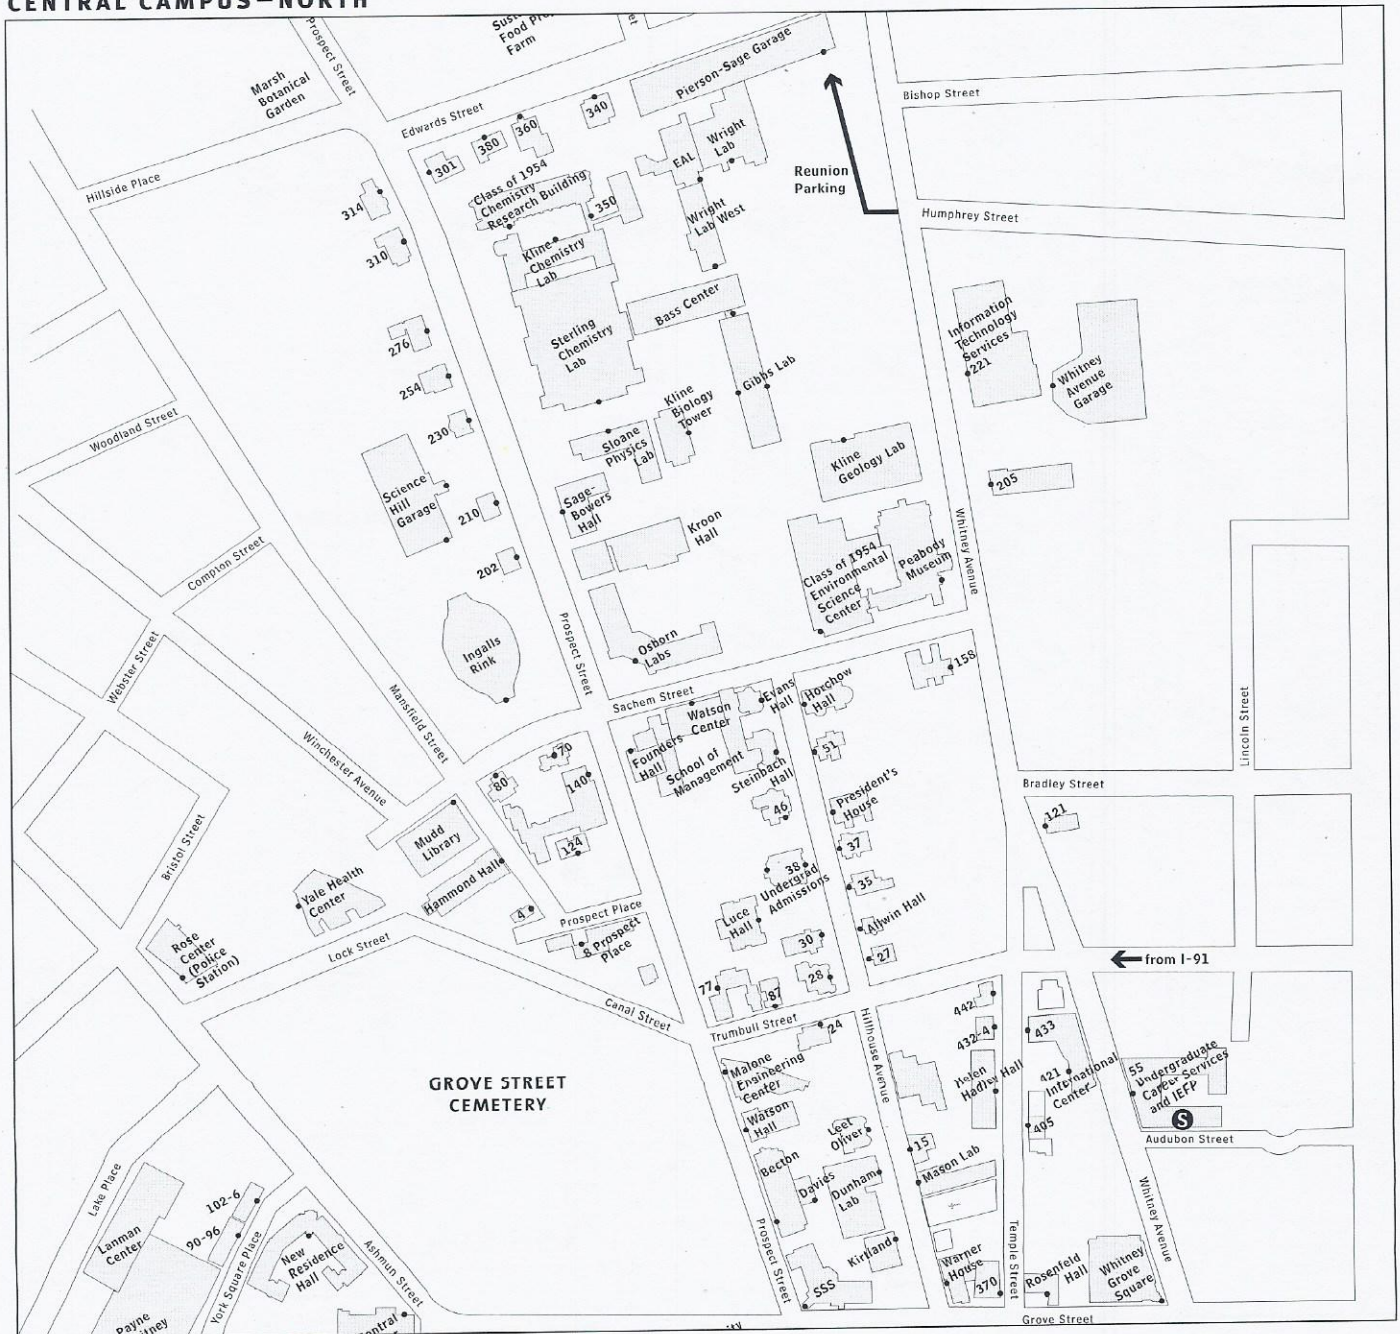 CENTRAL CAMPUS—NORTH
Prospect Street
Farm
Marsh
Botanical
Garden
Edwards Street
Pierson-Sage Garage
Bishop Street
Hillside Place
301
380
360
340
EAL
Wright
Lab
Reunion
Parking
Class of 1954
Chemistry
Research Building
350
Wright
Lab West
Humphrey Street
314
310
Kline
Chemistry
Lab
276
254
230
Sterling
Chemistry
Lab
Bass Center
Gibbs Lab
Information
Technology
Services
221
Whitney
Avenue
Garage
Woodland Street
Kline
Biology
Tower
Sloane
Physics
Lab
Kline
Geology Lab
205
Science
Hill
Garage
210
202
Sage-
Bowers
Hall
Kroon
Hall
Whitney Avenue
Class of 1954
Environmental
Science
Center
Peabody
Museum
Compton Street
Webster Street
Ingalls
Rink
Prospect Street
Osborn
Labs
Sachem Street
158
Mansfield Street
Winchester Avenue
Lincoln Street
Watson
Center
Evans
Hall
Horchow
Hall
Founders
Hall
School of
Management
Steinbach
Hall
51
70
80
140
124
46
President's
House
37
Bradley Street
121
Bristol Street
Mudd
Library
Hammond Hall
Yale Health
Center
38
Undergrad
Admissions
35
Luce
Hall
Allwin Hall
4
Prospect Place
8 Prospect
Place
30
27
Rose
Center
(Police
Station)
Lock Street
from I-91
77
87
28
Canal Street
Trumbull Street
24
Hillhouse Avenue
442
432-4
433
Helen
Hadley Hall
421
International
Center
405
55
Undergraduate
Career Services
and IEFP
S
Audubon Street
Malone
Engineering
Center
Watson
Hall
GROVE STREET
CEMETERY
Leet
Oliver
15
Mason Lab
Becton
Davies
Dunham
Lab
Lake Place
102-6
90-96
Lanman
Center
York Square Place
New
Residence
Hall
Ashmun Street
Prospect Street
Kirtland
SSS
Warner
House
370
Temple Street
Rosenfeld
Hall
Whitney
Grove
Square
Whitney Avenue
Grove Street
Payne